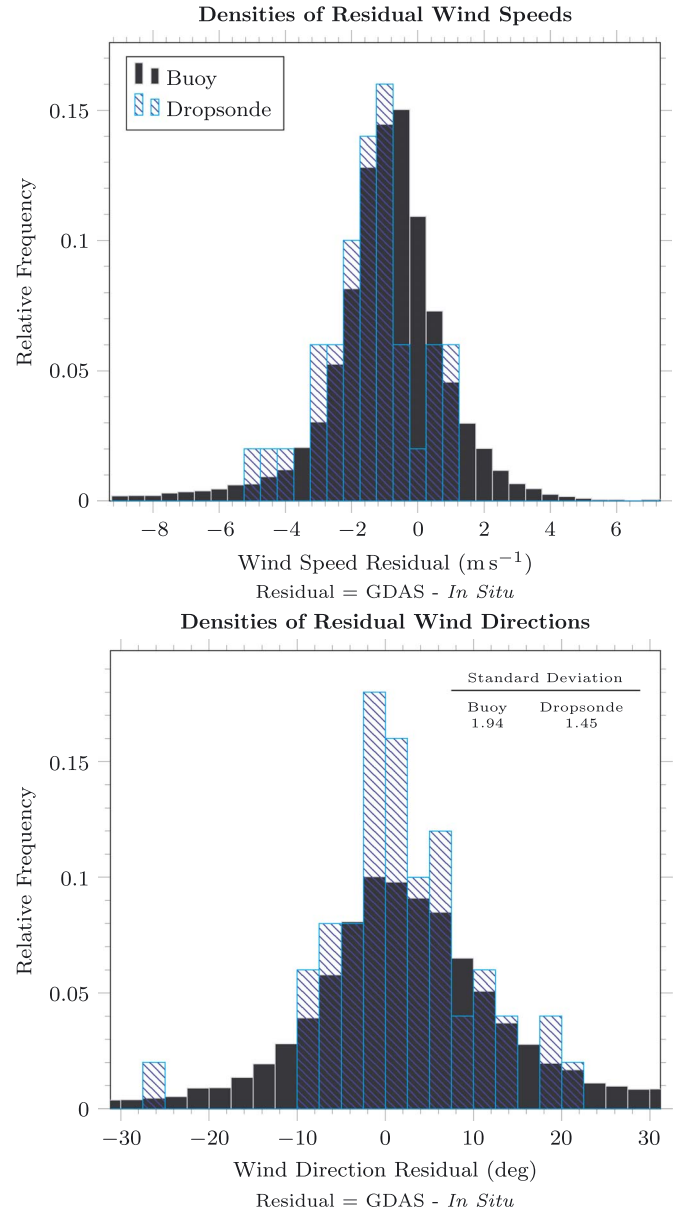 Densities of Residual Wind Speeds
Buoy
Dropsonde
0.15
0.1
0.05
0
Relative Frequency
−8 −6 −4 −2 0 2 4 6
Wind Speed Residual (m s⁻¹)
Residual = GDAS - In Situ
Densities of Residual Wind Directions
Standard Deviation
Buoy Dropsonde
1.94 1.45
0.15
0.1
0.05
0
Relative Frequency
−30 −20 −10 0 10 20 30
Wind Direction Residual (deg)
Residual = GDAS - In Situ